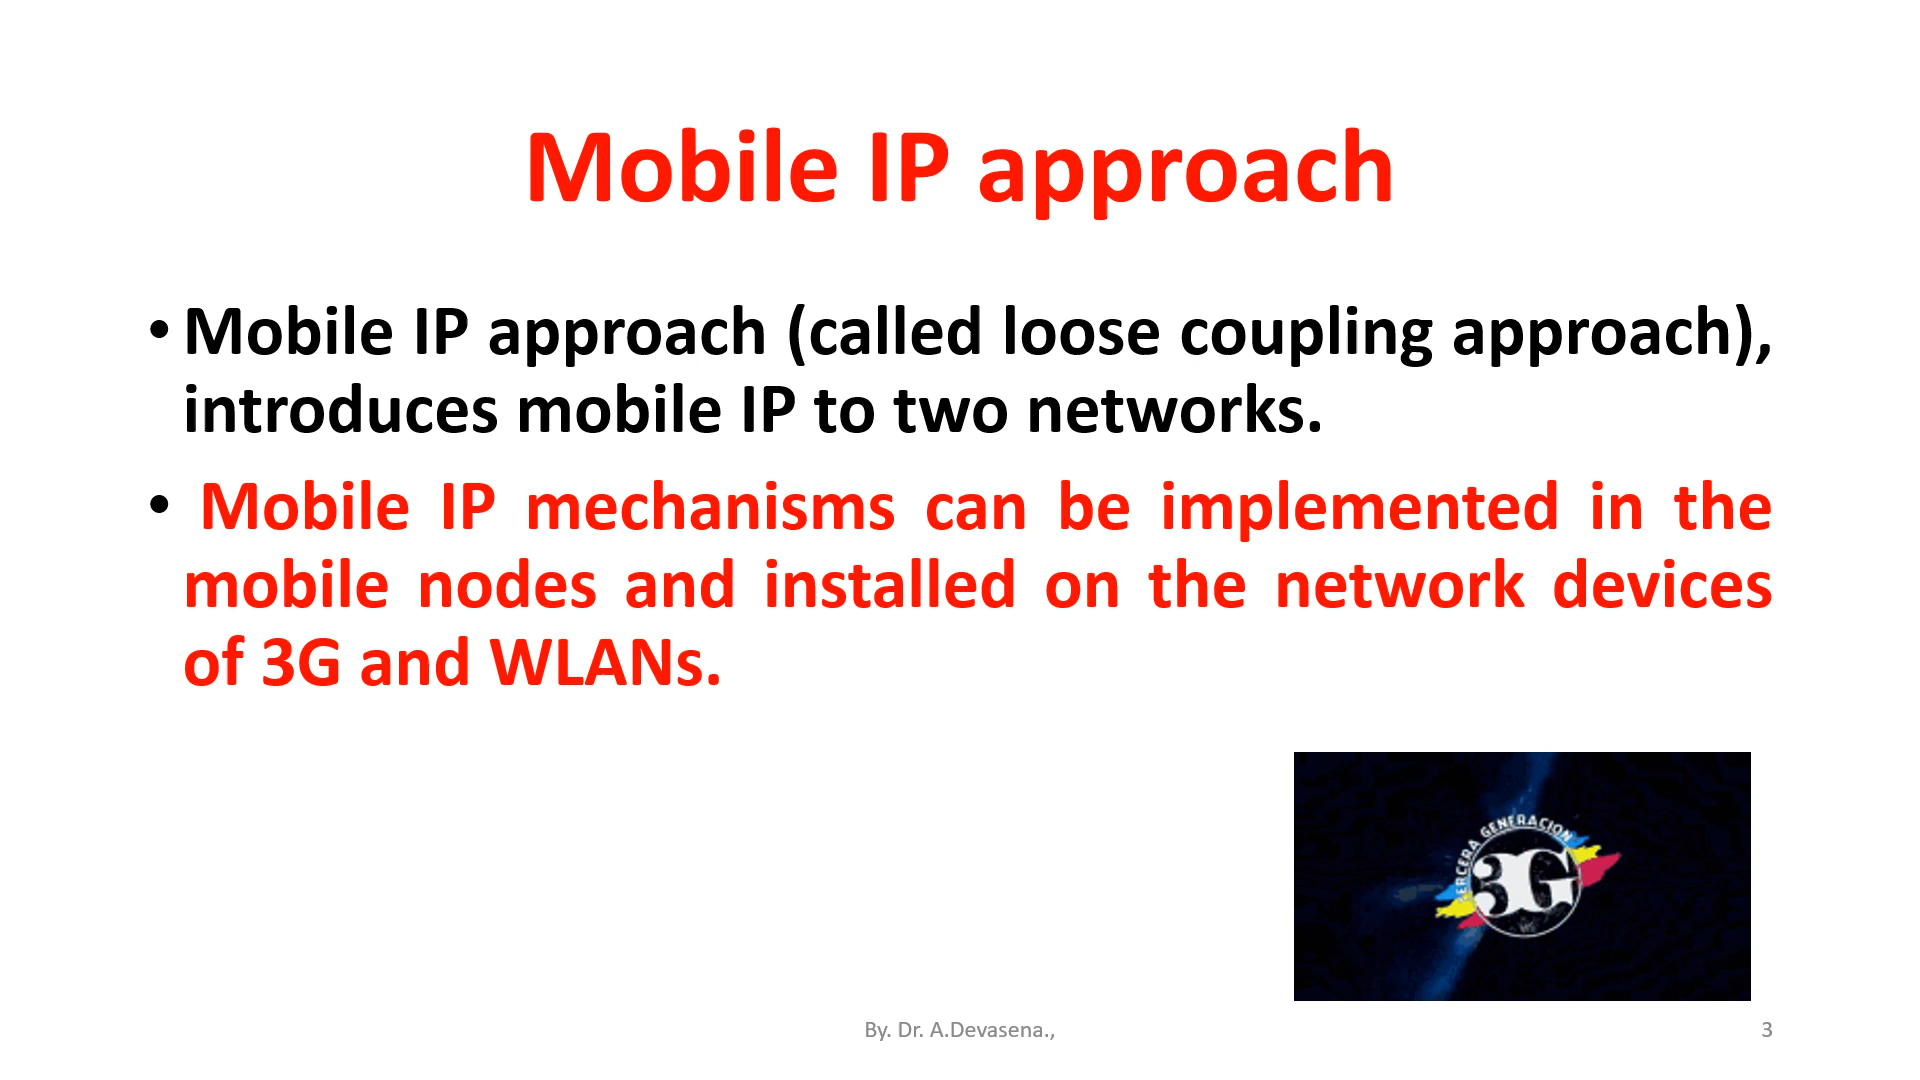 Mobile IP approach
• Mobile IP approach (called loose coupling approach),
introduces mobile IP to two networks.
• Mobile IP mechanisms can be implemented in the
mobile nodes and installed on the network devices
of 3G and WLANs.
TERCERA GENERACION
3G
By. Dr. A.Devasena.,
3